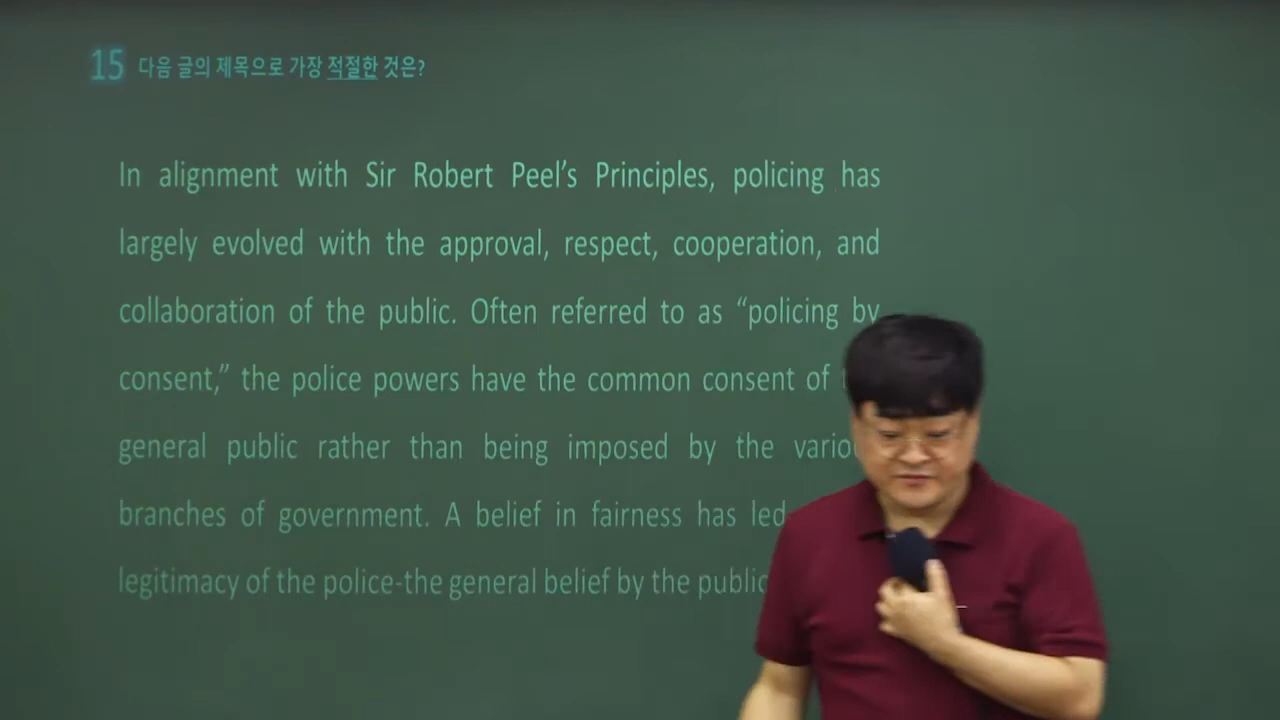 15 다음 글의 제목으로 가장 적절한 것은?
In alignment with Sir Robert Peel’s Principles, policing has
largely evolved with the approval, respect, cooperation, and
collaboration of the public. Often referred to as “policing by
consent,” the police powers have the common consent of
general public rather than being imposed by the
branches of government. A belief in fairness has led
legitimacy of the police-the general belief by the public